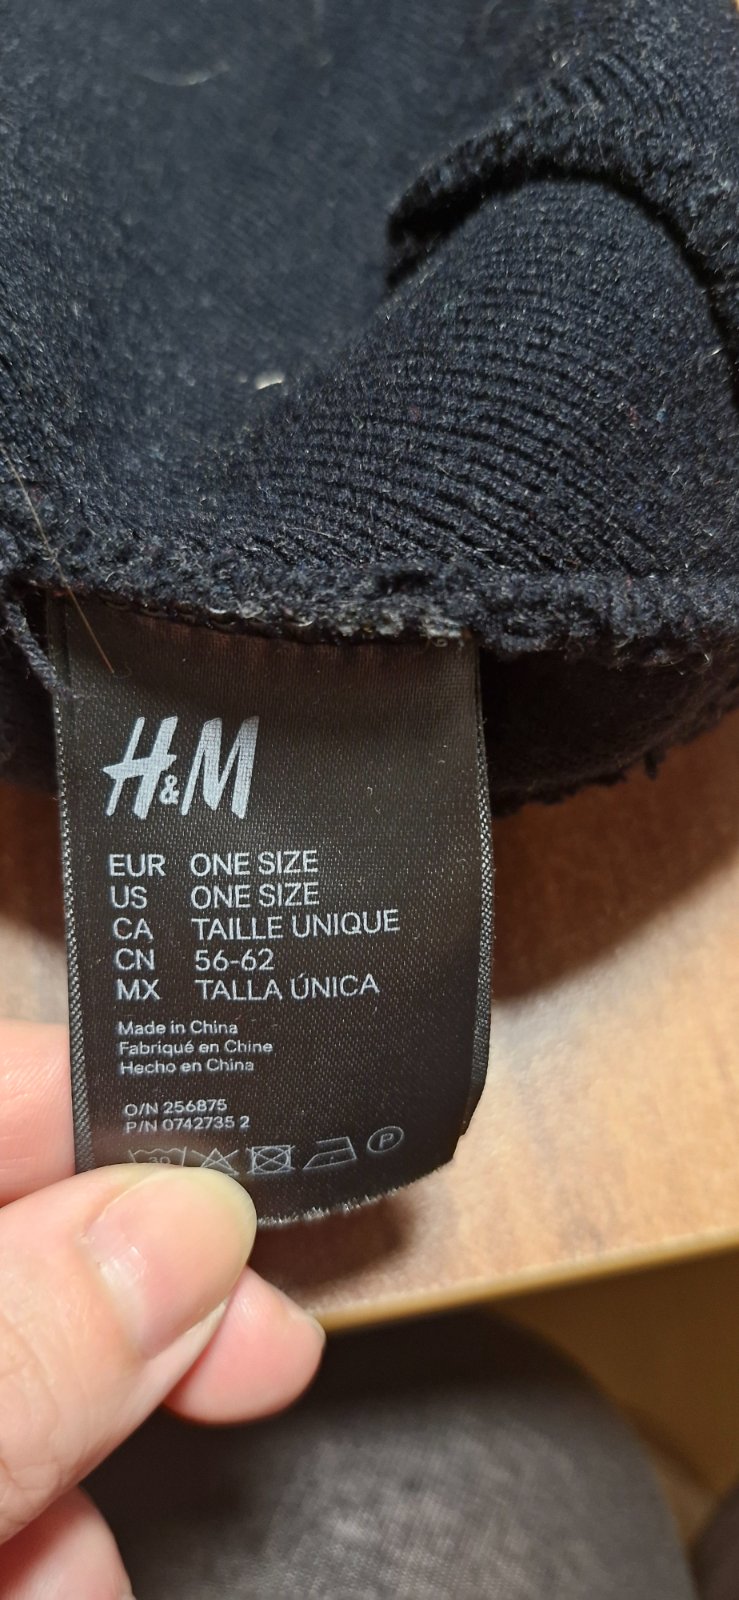 H&M
EUR ONE SIZE
US ONE SIZE
CA TAILLE UNIQUE
CN 56-62
MX TALLA ÚNICA
Made in China
Fabriqué en Chine
Hecho en China
O/N 256875
P/N 0742735 2
30 P